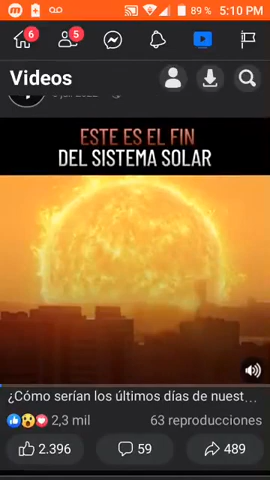 89 % 5:10 PM
6 5
Videos
ESTE ES EL FIN
DEL SISTEMA SOLAR
¿Cómo serían los últimos días de nuest...
2,3 mil 63 reproducciones
2.396 59 489